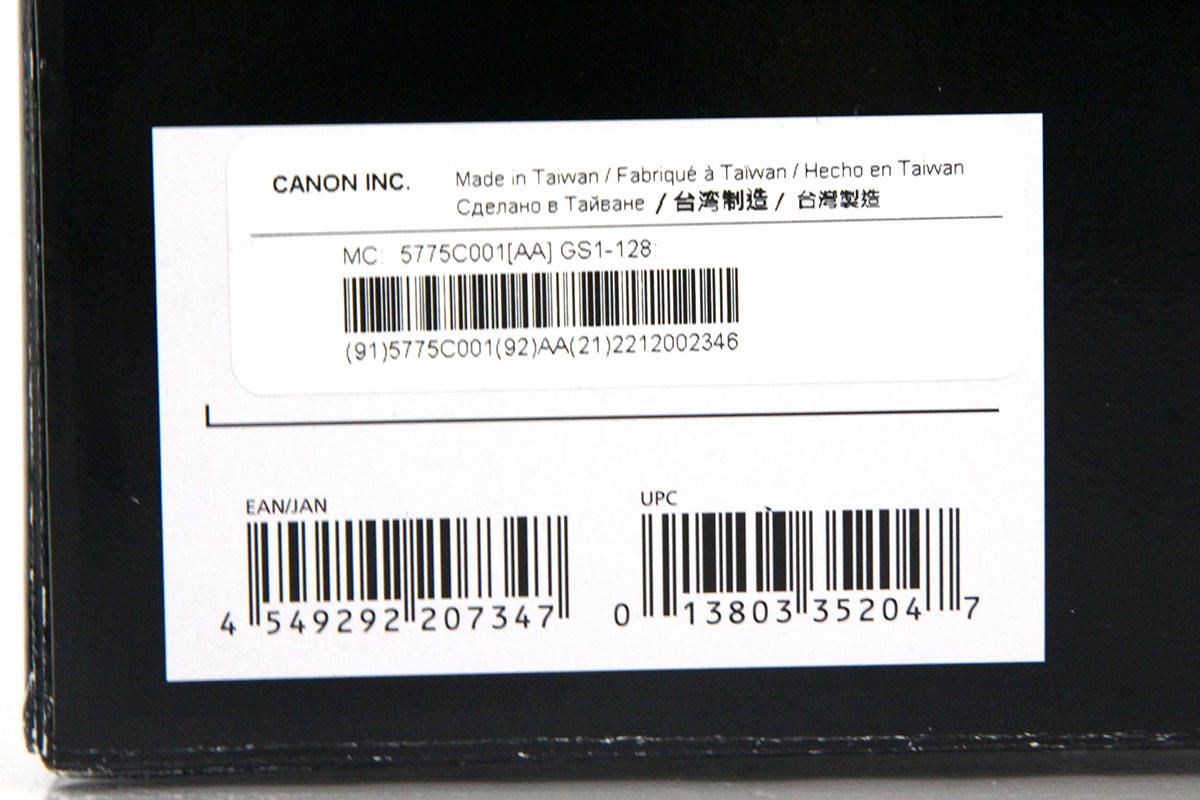 CANON INC.
Made in Taiwan / Fabriqué à Taïwan / Hecho en Taiwan
Сделано в Тайване / 台湾制造 / 台灣製造
MC: 5775C001[AA] GS1-128:
(91)5775C001(92)AA(21)2212002346
EAN/JAN
4 549292 207347
UPC
0 13803 35204 7